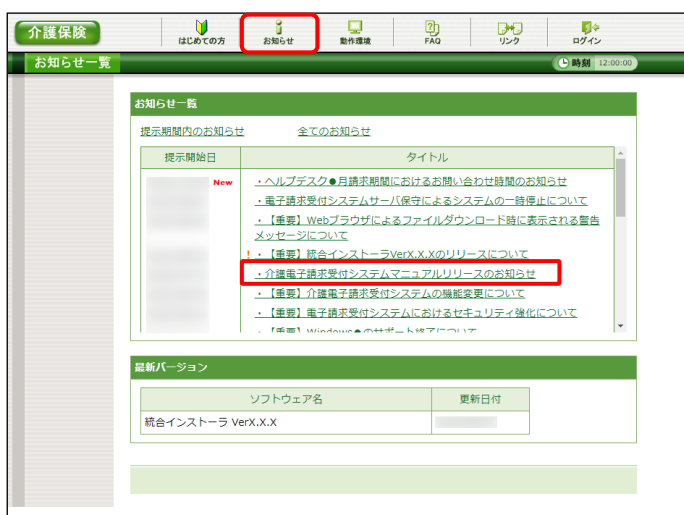 介護保険
はじめての方
お知らせ
動作環境
FAQ
リンク
ログイン
お知らせ一覧
時刻 12:00:00
お知らせ一覧
提示期間内のお知らせ 全てのお知らせ
提示開始日 タイトル
New ・ヘルプデスク●月請求期間におけるお問い合わせ時間のお知らせ
・電子請求受付システムサーバ保守によるシステムの一時停止について
・【重要】Webブラウザによるファイルダウンロード時に表示される警告
メッセージについて
! ・【重要】統合インストーラVerX.X.Xのリリースについて
・介護電子請求受付システムマニュアルリリースのお知らせ
・【重要】介護電子請求受付システムの機能変更について
・【重要】電子請求受付システムにおけるセキュリティ強化について
・【重要】Windows●のサポート終了について
最新バージョン
ソフトウェア名 更新日付
統合インストーラ VerX.X.X